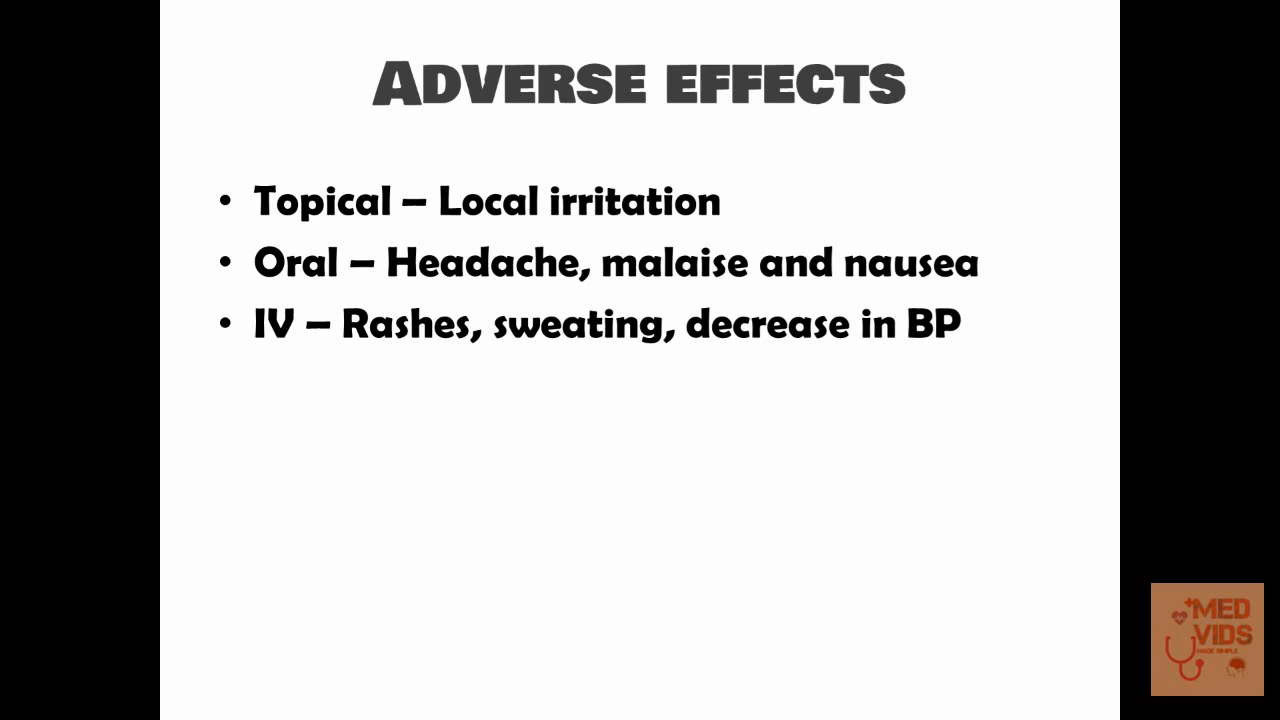 ADVERSE EFFECTS
• Topical – Local irritation
• Oral – Headache, malaise and nausea
• IV – Rashes, sweating, decrease in BP
MED
VIDS
MADE SIMPLE